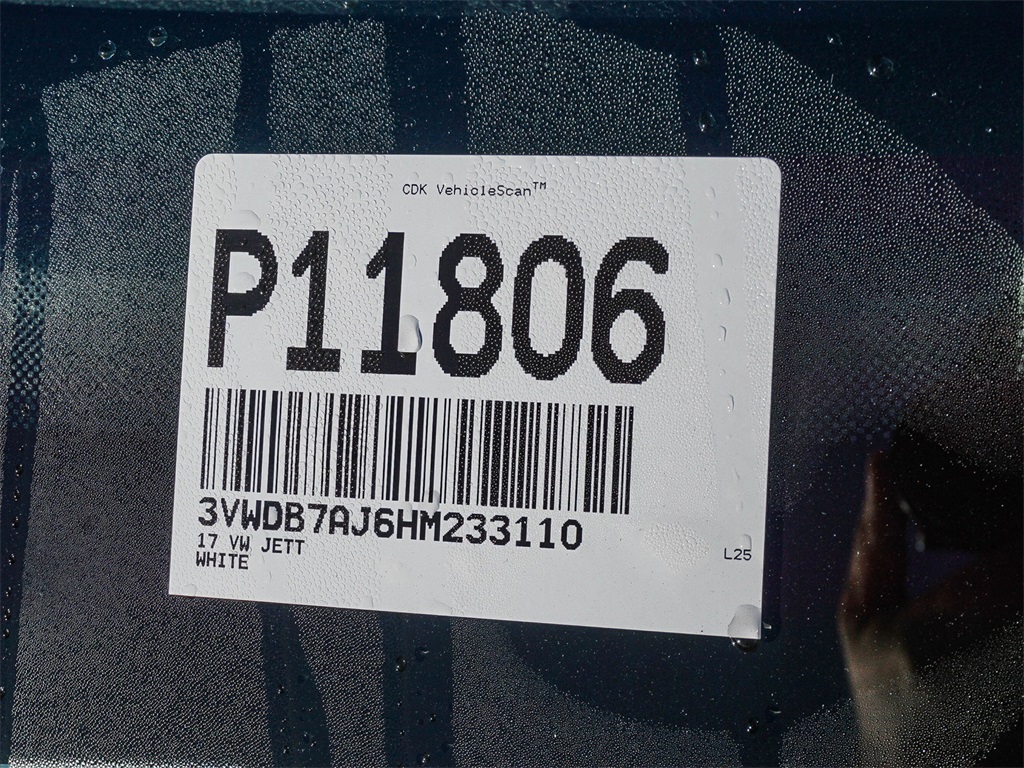 CDK VehicleScan™
P11806
3VWDB7AJ6HM233110
17 VW JETT
WHITE
L25